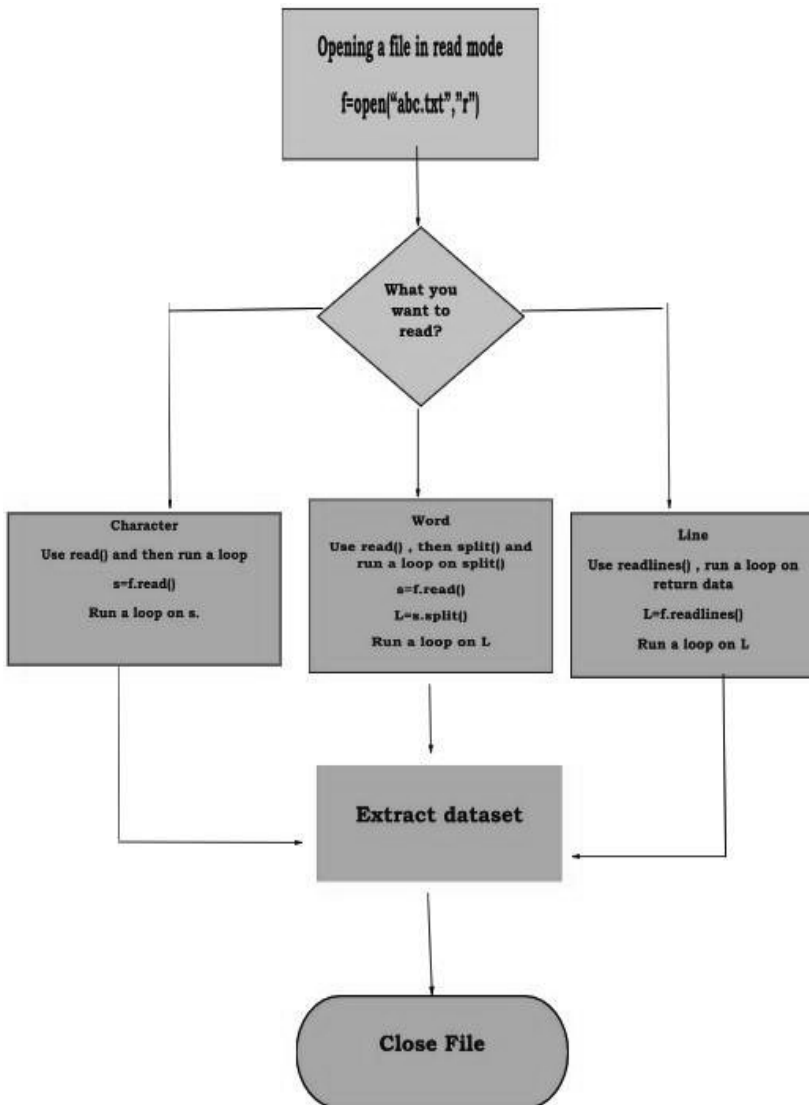 Opening a file in read mode
f=open(“abc.txt”,”r”)
What you
want to
read?
Character
Use read() and then run a loop
s=f.read()
Run a loop on s.
Word
Use read() , then split() and
run a loop on split()
s=f.read()
L=s.split()
Run a loop on L
Line
Use readlines() , run a loop on
return data
L=f.readlines()
Run a loop on L
Extract dataset
Close File